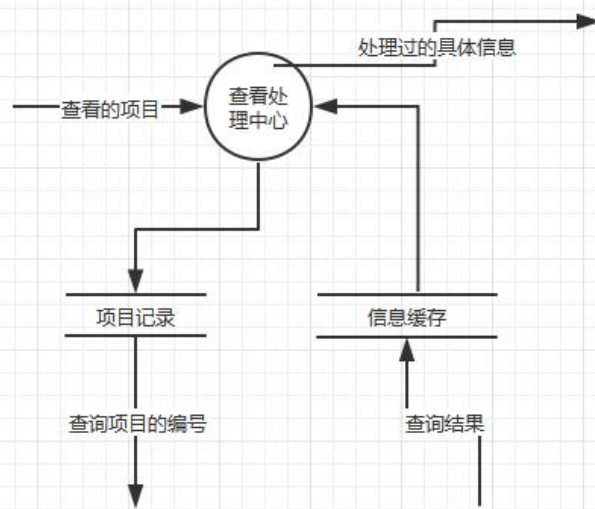 处理过的具体信息
查看的项目
查看处
理中心
项目记录
信息缓存
查询项目的编号
查询结果